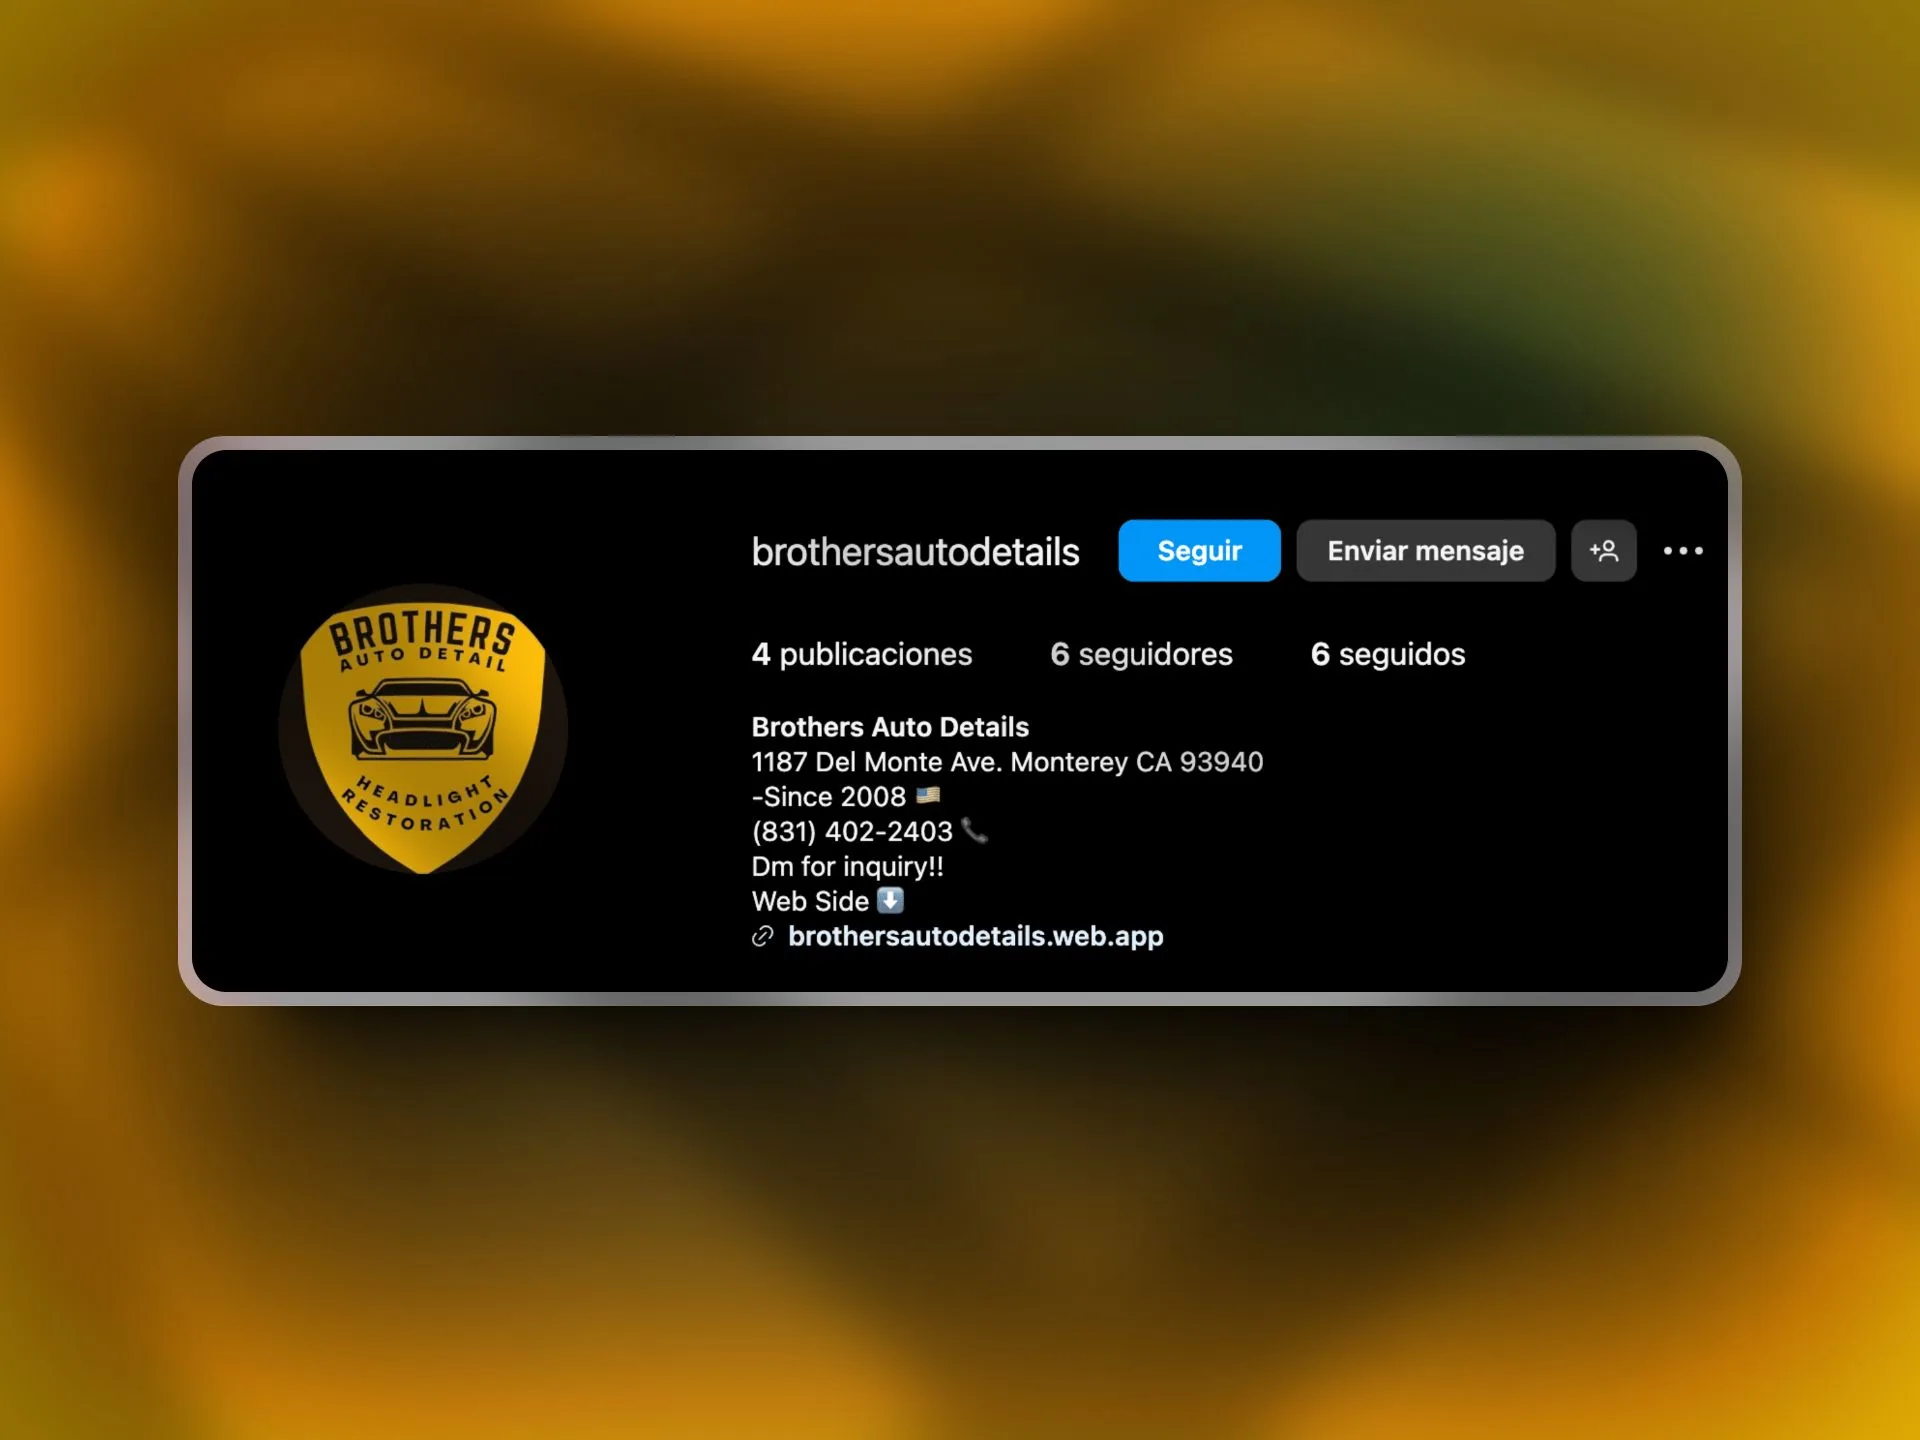 brothersautodetails Seguir Enviar mensaje
4 publicaciones 6 seguidores 6 seguidos
BROTHERS
AUTO DETAIL
HEADLIGHT
RESTORATION
Brothers Auto Details
1187 Del Monte Ave. Monterey CA 93940
-Since 2008 🇺🇸
(831) 402-2403 📞
Dm for inquiry!!
Web Side ⬇️
brothersautodetails.web.app